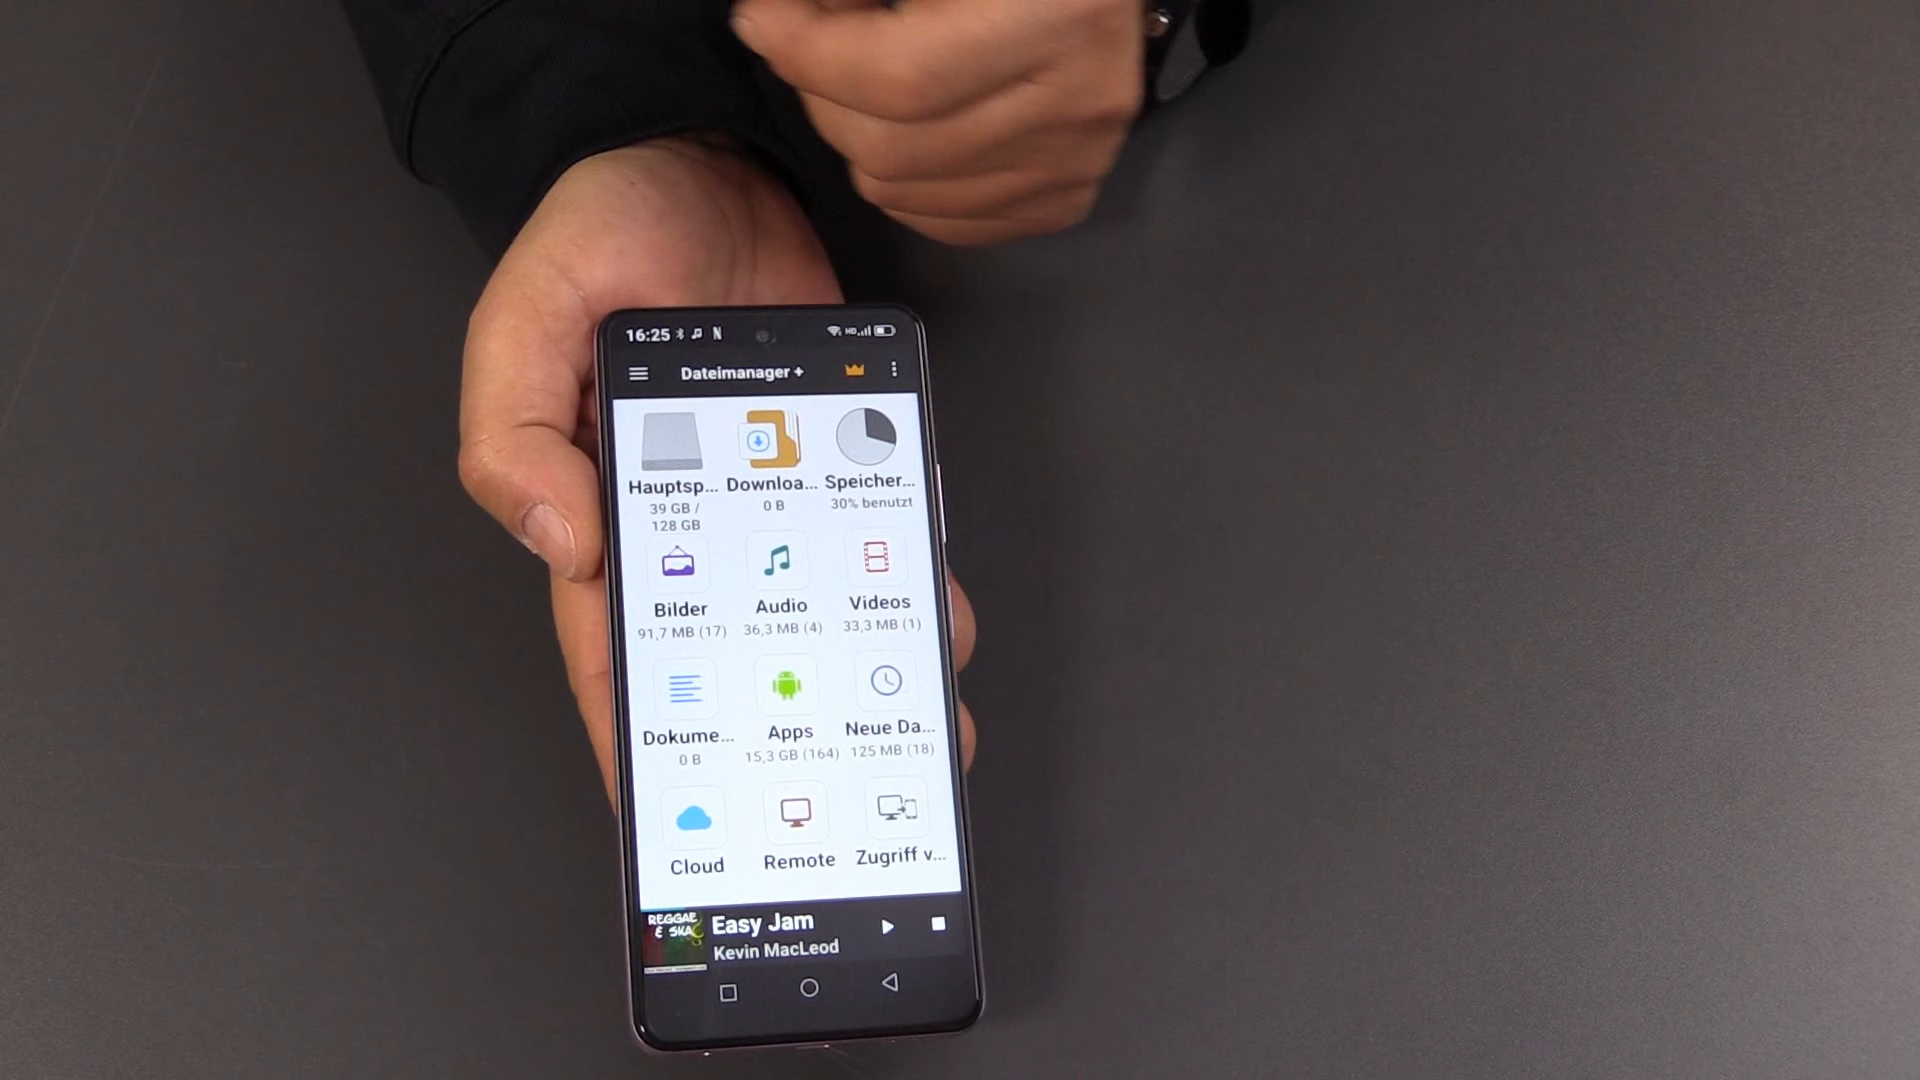 16:25 N HD
Dateimanager +
Hauptsp... Downloa... Speicher...
39 GB / 0 B 30% benutzt
128 GB
Bilder Audio Videos
91,7 MB (17) 36,3 MB (4) 33,3 MB (1)
Dokume... Apps Neue Da...
0 B 15,3 GB (164) 125 MB (18)
Cloud Remote Zugriff v...
REGGAE
& SKA
Easy Jam
Kevin MacLeod